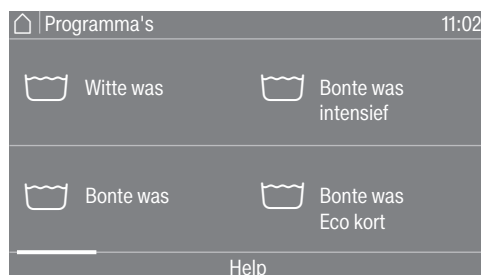 Programma's 11:02
Witte was
Bonte was
intensief
Bonte was
Bonte was
Eco kort
Help